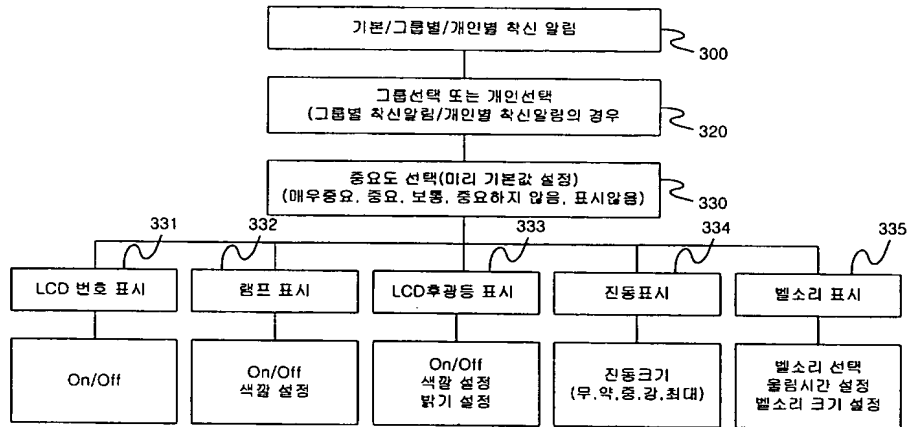 기본/그룹별/개인별 착신 알림
300
그룹선택 또는 개인선택
(그룹별 착신알림/개인별 착신알림의 경우
320
중요도 선택(미리 기본값 설정)
(매우중요, 중요, 보통, 중요하지 않음, 표시않음)
330
331
332
333
334
335
LCD 번호 표시
램프 표시
LCD후광등 표시
진동표시
벨소리 표시
On/Off
On/Off
색깔 설정
On/Off
색깔 설정
밝기 설정
진동크기
(무,약,중,강,최대)
벨소리 선택
울림시간 설정
벨소리 크기 설정